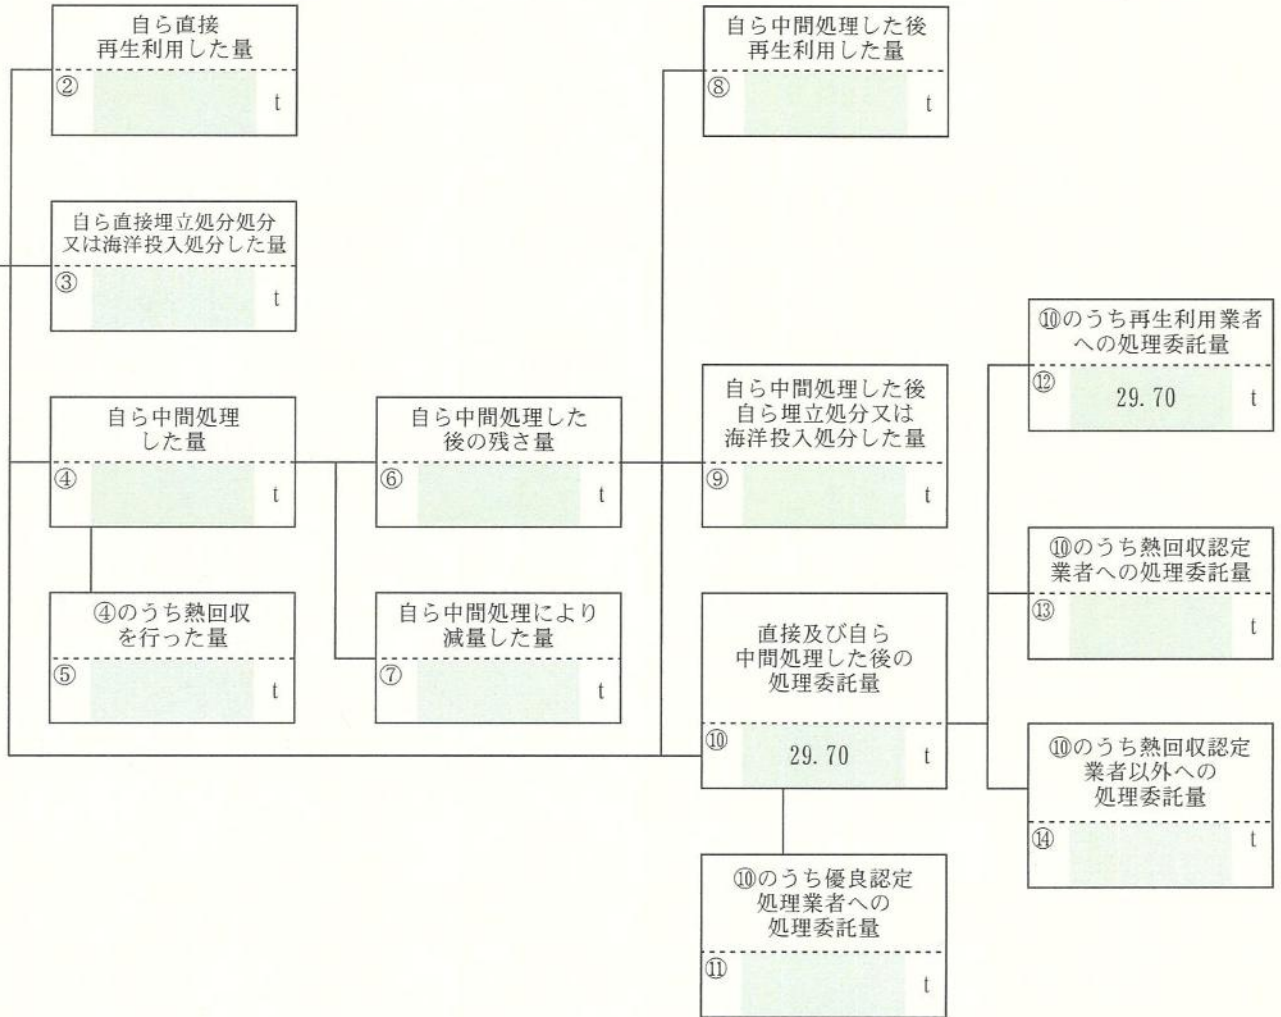 自ら直接
再生利用した量
②
t
自ら中間処理した後
再生利用した量
⑧
t
自ら直接埋立処分処分
又は海洋投入処分した量
③
t
⑩のうち再生利用業者
への処理委託量
⑫
29.70 t
自ら中間処理
した量
④
t
自ら中間処理した
後の残さ量
⑥
t
自ら中間処理した後
自ら埋立処分又は
海洋投入処分した量
⑨
t
⑩のうち熱回収認定
業者への処理委託量
⑬
t
④のうち熱回収
を行った量
⑤
t
自ら中間処理により
減量した量
⑦
t
直接及び自ら
中間処理した後の
処理委託量
⑩
29.70 t
⑩のうち熱回収認定
業者以外への
処理委託量
⑭
t
⑩のうち優良認定
処理業者への
処理委託量
⑪
t